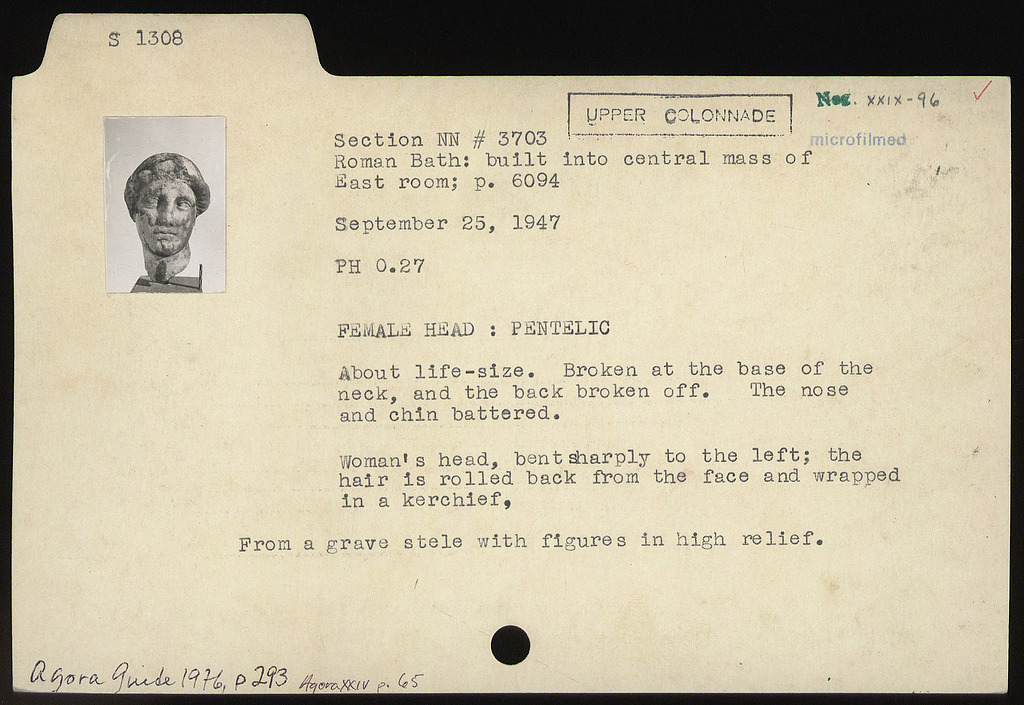 S 1308
UPPER COLONNADE
Neg. XXIX-96
microfilmed
Section NN # 3703
Roman Bath: built into central mass of
East room; p. 6094
September 25, 1947
PH 0.27
FEMALE HEAD : PENTELIC
About life-size. Broken at the base of the
neck, and the back broken off. The nose
and chin battered.
Woman's head, bent sharply to the left; the
hair is rolled back from the face and wrapped
in a kerchief,
From a grave stele with figures in high relief.
Agora Guide 1976, p 293 Agora XXIV p. 65